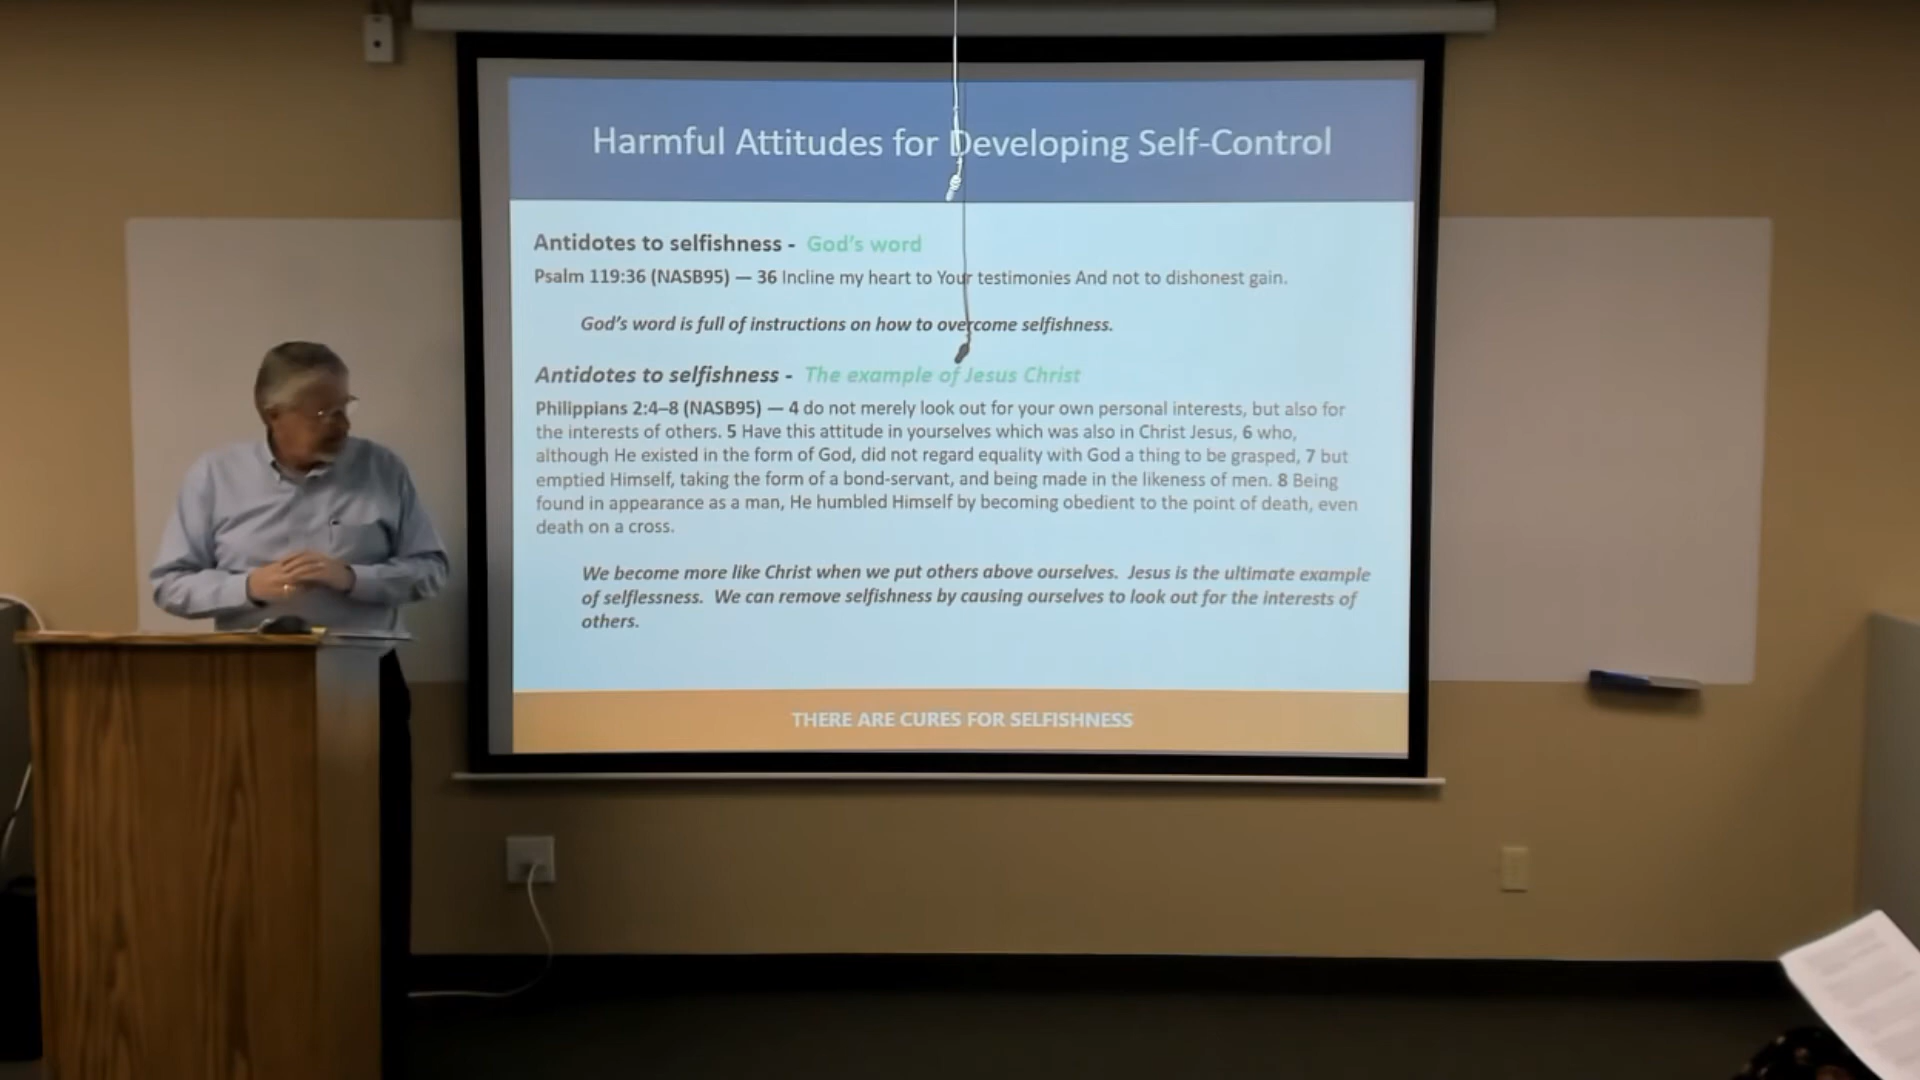 Harmful Attitudes for Developing Self-Control
Antidotes to selfishness - God's word
Psalm 119:36 (NASB95) — 36 Incline my heart to Your testimonies And not to dishonest gain.
God's word is full of instructions on how to overcome selfishness.
Antidotes to selfishness - The example of Jesus Christ
Philippians 2:4–8 (NASB95) — 4 do not merely look out for your own personal interests, but also for
the interests of others. 5 Have this attitude in yourselves which was also in Christ Jesus, 6 who,
although He existed in the form of God, did not regard equality with God a thing to be grasped, 7 but
emptied Himself, taking the form of a bond-servant, and being made in the likeness of men. 8 Being
found in appearance as a man, He humbled Himself by becoming obedient to the point of death, even
death on a cross.
We become more like Christ when we put others above ourselves. Jesus is the ultimate example
of selflessness. We can remove selfishness by causing ourselves to look out for the interests of
others.
THERE ARE CURES FOR SELFISHNESS